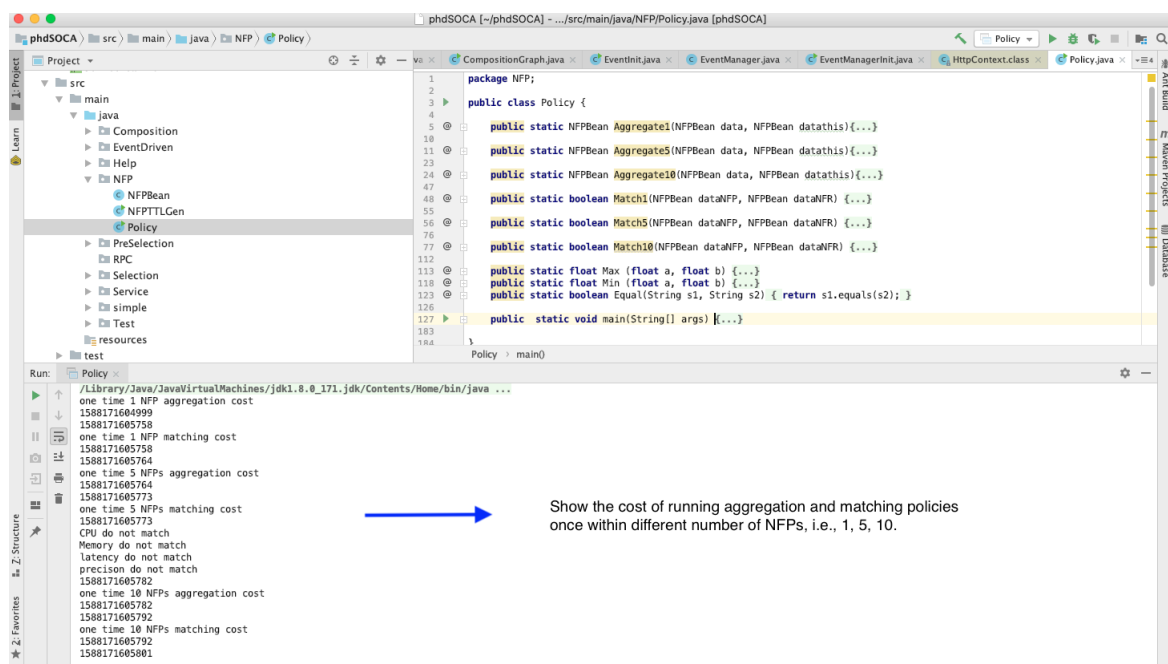 phdSOCA [~/phdSOCA] - .../src/main/java/NFP/Policy.java [phdSOCA]
phdSOCA src main java NFP Policy
Policy
Project
CompositionGraph.java EventInit.java EventManager.java EventManagerInit.java HttpContext.class Policy.java
1: Project
Learn
Z: Structure
2: Favorites
Ant Build
Maven Projects
Database
src
main
java
Composition
EventDriven
Help
NFP
NFPBean
NFPTTLGen
Policy
PreSelection
RPC
Selection
Service
simple
Test
resources
test
1 package NFP;
2
3 public class Policy {
4
5 @ public static NFPBean Aggregate1(NFPBean data, NFPBean datathis){...}
10
11 @ public static NFPBean Aggregate5(NFPBean data, NFPBean datathis){...}
23
24 @ public static NFPBean Aggregate10(NFPBean data, NFPBean datathis){...}
47
48 @ public static boolean Match1(NFPBean dataNFP, NFPBean dataNFR) {...}
55
56 @ public static boolean Match5(NFPBean dataNFP, NFPBean dataNFR) {...}
76
77 @ public static boolean Match10(NFPBean dataNFP, NFPBean dataNFR) {...}
112
113 @ public static float Max (float a, float b) {...}
118 @ public static float Min (float a, float b) {...}
123 @ public static boolean Equal(String s1, String s2) { return s1.equals(s2); }
126
127 public static void main(String[] args) {...}
183
184 }
Policy › main()
Run: Policy
/Library/Java/JavaVirtualMachines/jdk1.8.0_171.jdk/Contents/Home/bin/java ...
one time 1 NFP aggregation cost
1588171604999
1588171605758
one time 1 NFP matching cost
1588171605758
1588171605764
one time 5 NFPs aggregation cost
1588171605764
1588171605773
one time 5 NFPs matching cost
1588171605773
CPU do not match
Memory do not match
latency do not match
precison do not match
1588171605782
one time 10 NFPs aggregation cost
1588171605782
1588171605792
one time 10 NFPs matching cost
1588171605792
1588171605801
Show the cost of running aggregation and matching policies
once within different number of NFPs, i.e., 1, 5, 10.